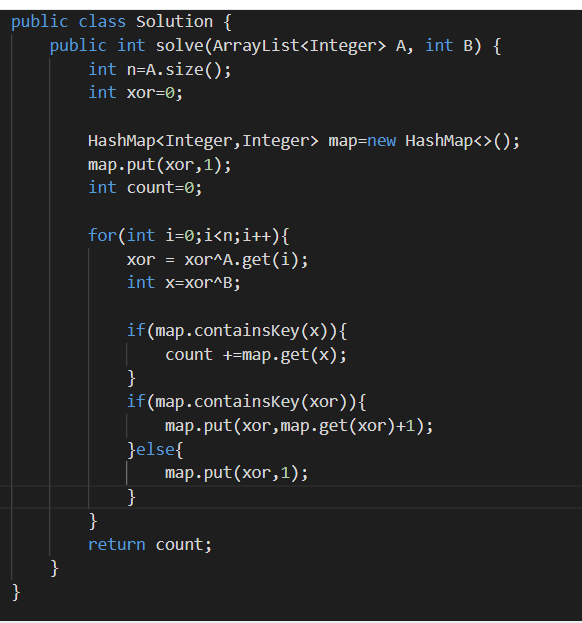 public class Solution {
    public int solve(ArrayList<Integer> A, int B) {
        int n=A.size();
        int xor=0;

        HashMap<Integer,Integer> map=new HashMap<>();
        map.put(xor,1);
        int count=0;

        for(int i=0;i<n;i++){
            xor = xor^A.get(i);
            int x=xor^B;

            if(map.containsKey(x)){
                count +=map.get(x);
            }
            if(map.containsKey(xor)){
                map.put(xor,map.get(xor)+1);
            }else{
                map.put(xor,1);
            }
        }
        return count;
    }
}